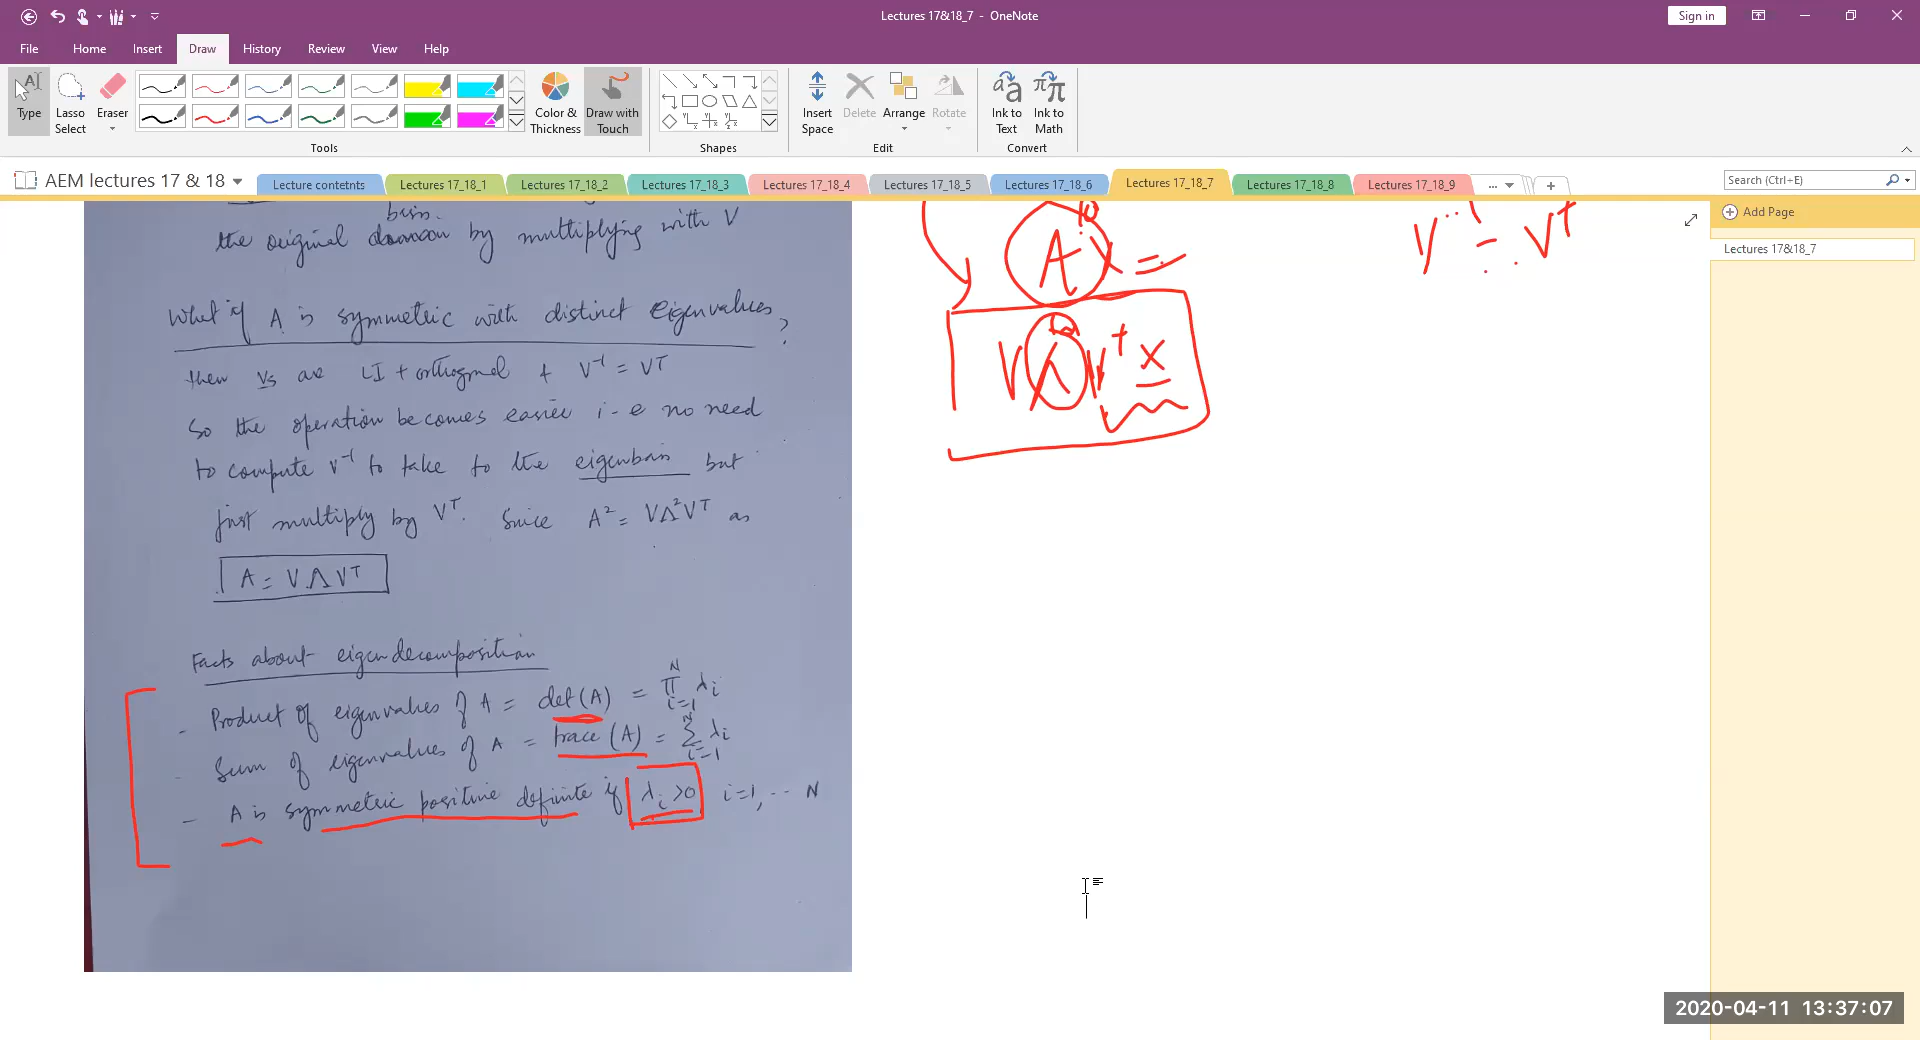 Lectures 17&18_7 - OneNote
Sign in
File Home Insert Draw History Review View Help
Type
Lasso Select
Eraser
Color & Thickness
Draw with Touch
Insert Space
Delete
Arrange
Rotate
Ink to Text
Ink to Math
Tools Shapes Edit Convert
AEM lectures 17 & 18
Lecture contetnts Lectures 17_18_1 Lectures 17_18_2 Lectures 17_18_3 Lectures 17_18_4 Lectures 17_18_5 Lectures 17_18_6 Lectures 17_18_7 Lectures 17_18_8 Lectures 17_18_9 ...
Search (Ctrl+E)
Add Page
Lectures 17&18_7
basis.
the original domain by multiplying with V
What if A is symmetric with distinct Eigenvalues?
then Vs are LI + orthogonal + V⁻¹ = Vᵀ
So the operation becomes easier i-e no need
to compute V⁻¹ to take to the eigenbasis but
just multiply by Vᵀ. Since A² = VΛ²Vᵀ as
A = VΛVᵀ
Facts about eigendecomposition
- Product of eigenvalues of A = det(A) = ∏ᵢ₌₁ᴺ λᵢ
- Sum of eigenvalues of A = trace(A) = ∑ᵢ₌₁ᴺ λᵢ
- A is symmetric positive definite if λᵢ>0 i=1, ... N
10
A x =
10
V Λ Vᵀ x
V⁻¹ = Vᵀ
2020-04-11 13:37:07